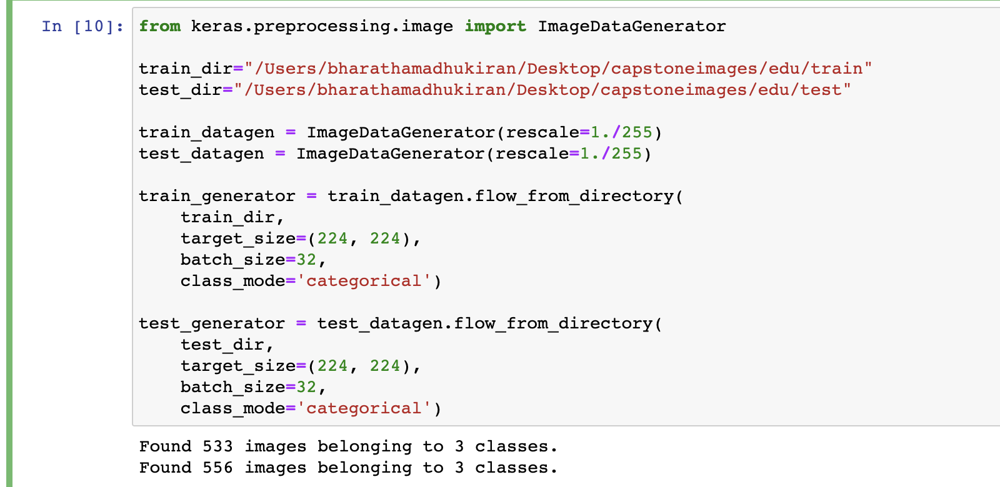 In [10]:
from keras.preprocessing.image import ImageDataGenerator
train_dir="/Users/bharathamadhukiran/Desktop/capstoneimages/edu/train"
test_dir="/Users/bharathamadhukiran/Desktop/capstoneimages/edu/test"
train_datagen = ImageDataGenerator(rescale=1./255)
test_datagen = ImageDataGenerator(rescale=1./255)
train_generator = train_datagen.flow_from_directory(
    train_dir,
    target_size=(224, 224),
    batch_size=32,
    class_mode='categorical')
test_generator = test_datagen.flow_from_directory(
    test_dir,
    target_size=(224, 224),
    batch_size=32,
    class_mode='categorical')
Found 533 images belonging to 3 classes.
Found 556 images belonging to 3 classes.